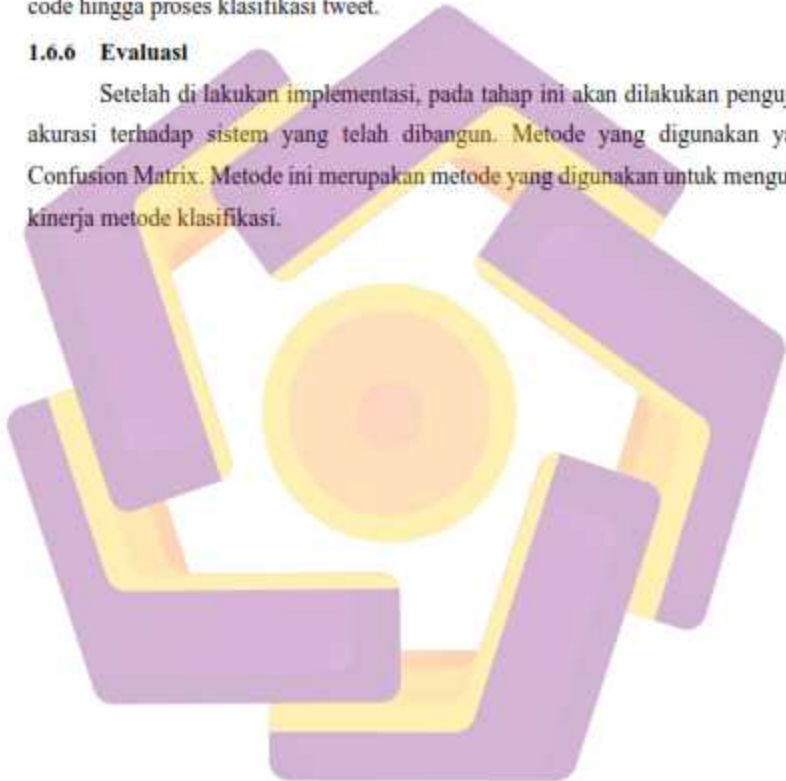 code hingga proses klasifikasi tweet.
1.6.6 Evaluasi
Setelah di lakukan implementasi, pada tahap ini akan dilakukan
akurasi terhadap sistem yang telah dibangun. Metode yang digunakan
Confusion Matrix. Metode ini merupakan metode yang digunakan untuk
kinerja metode klasifikasi.